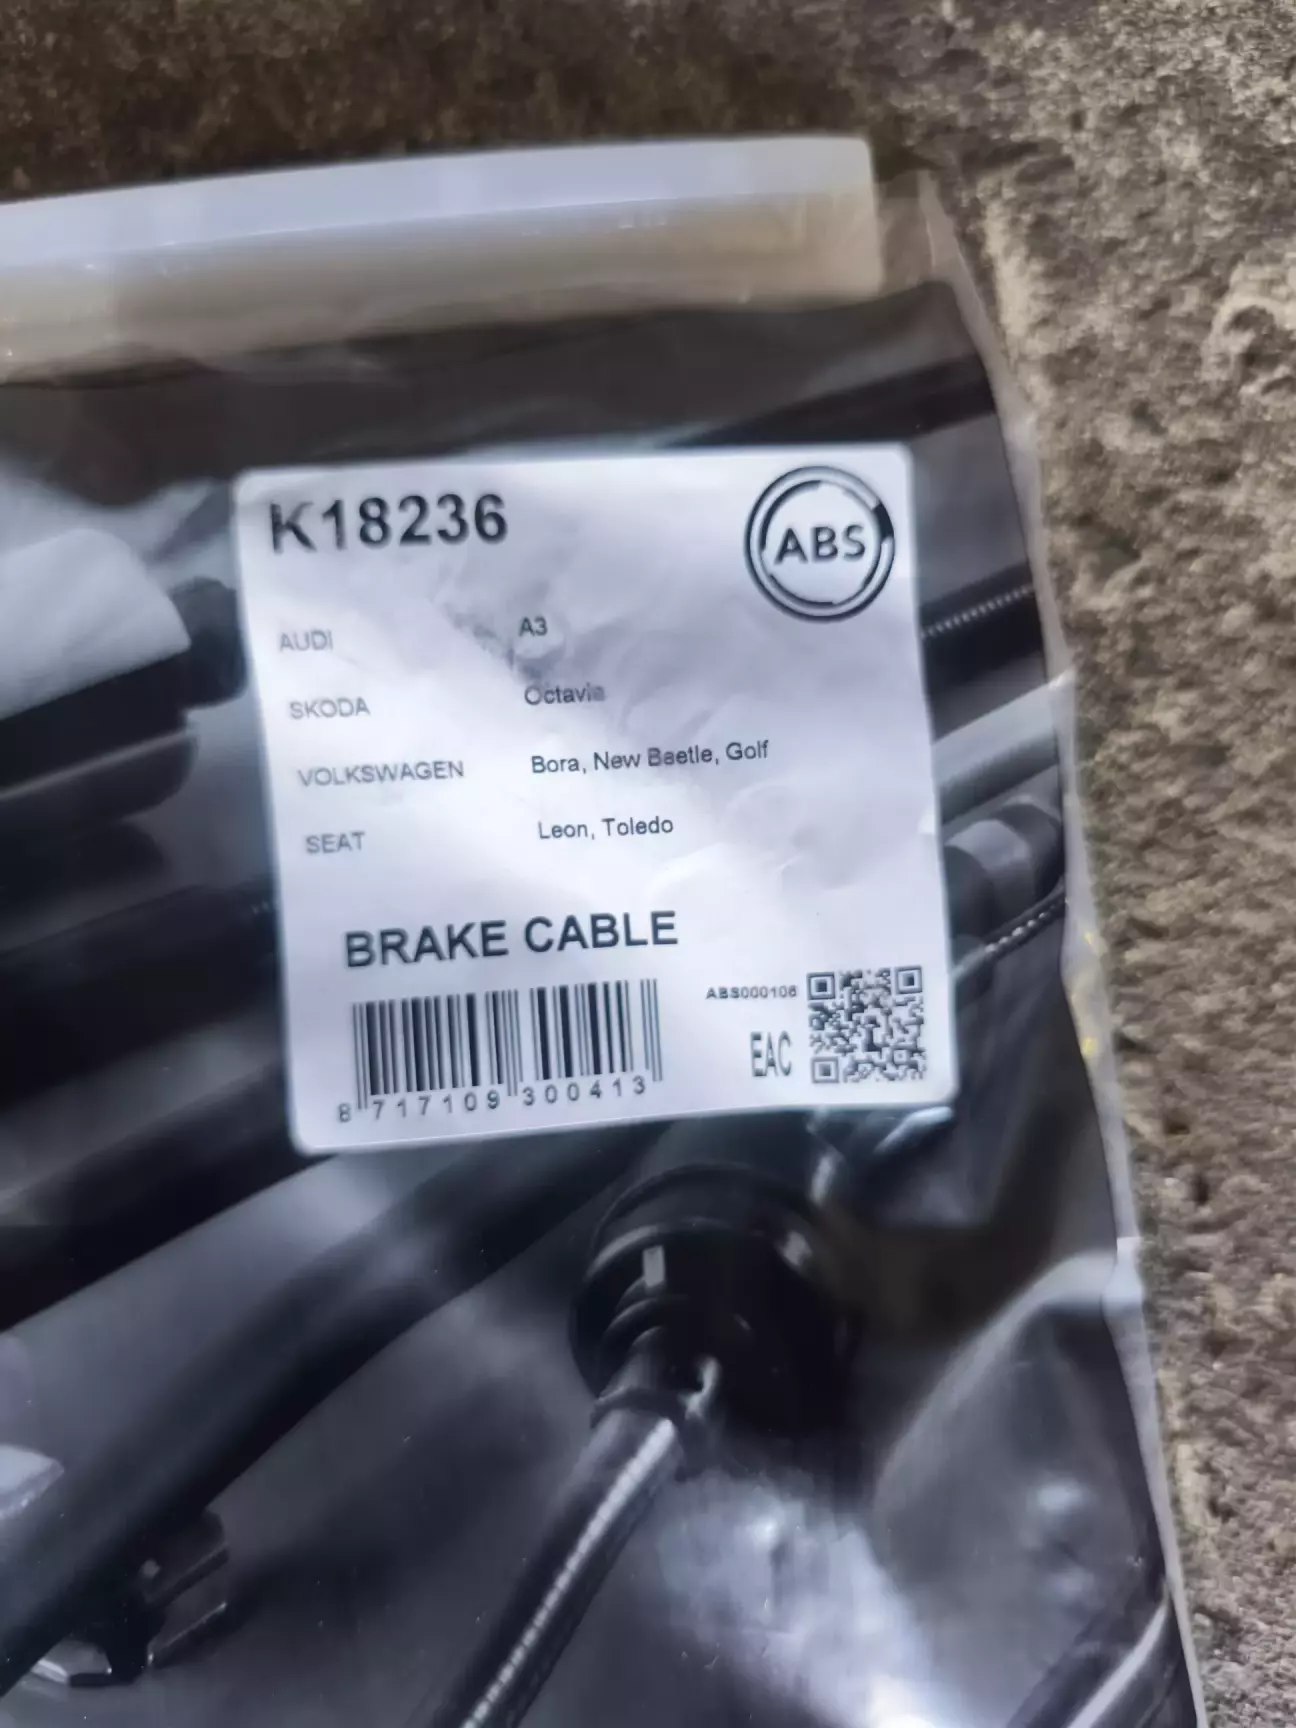 K18236
ABS
AUDI A3
SKODA Octavia
VOLKSWAGEN Bora, New Beetle, Golf
SEAT Leon, Toledo
BRAKE CABLE
ABS000106
EAC
8 717109 300413